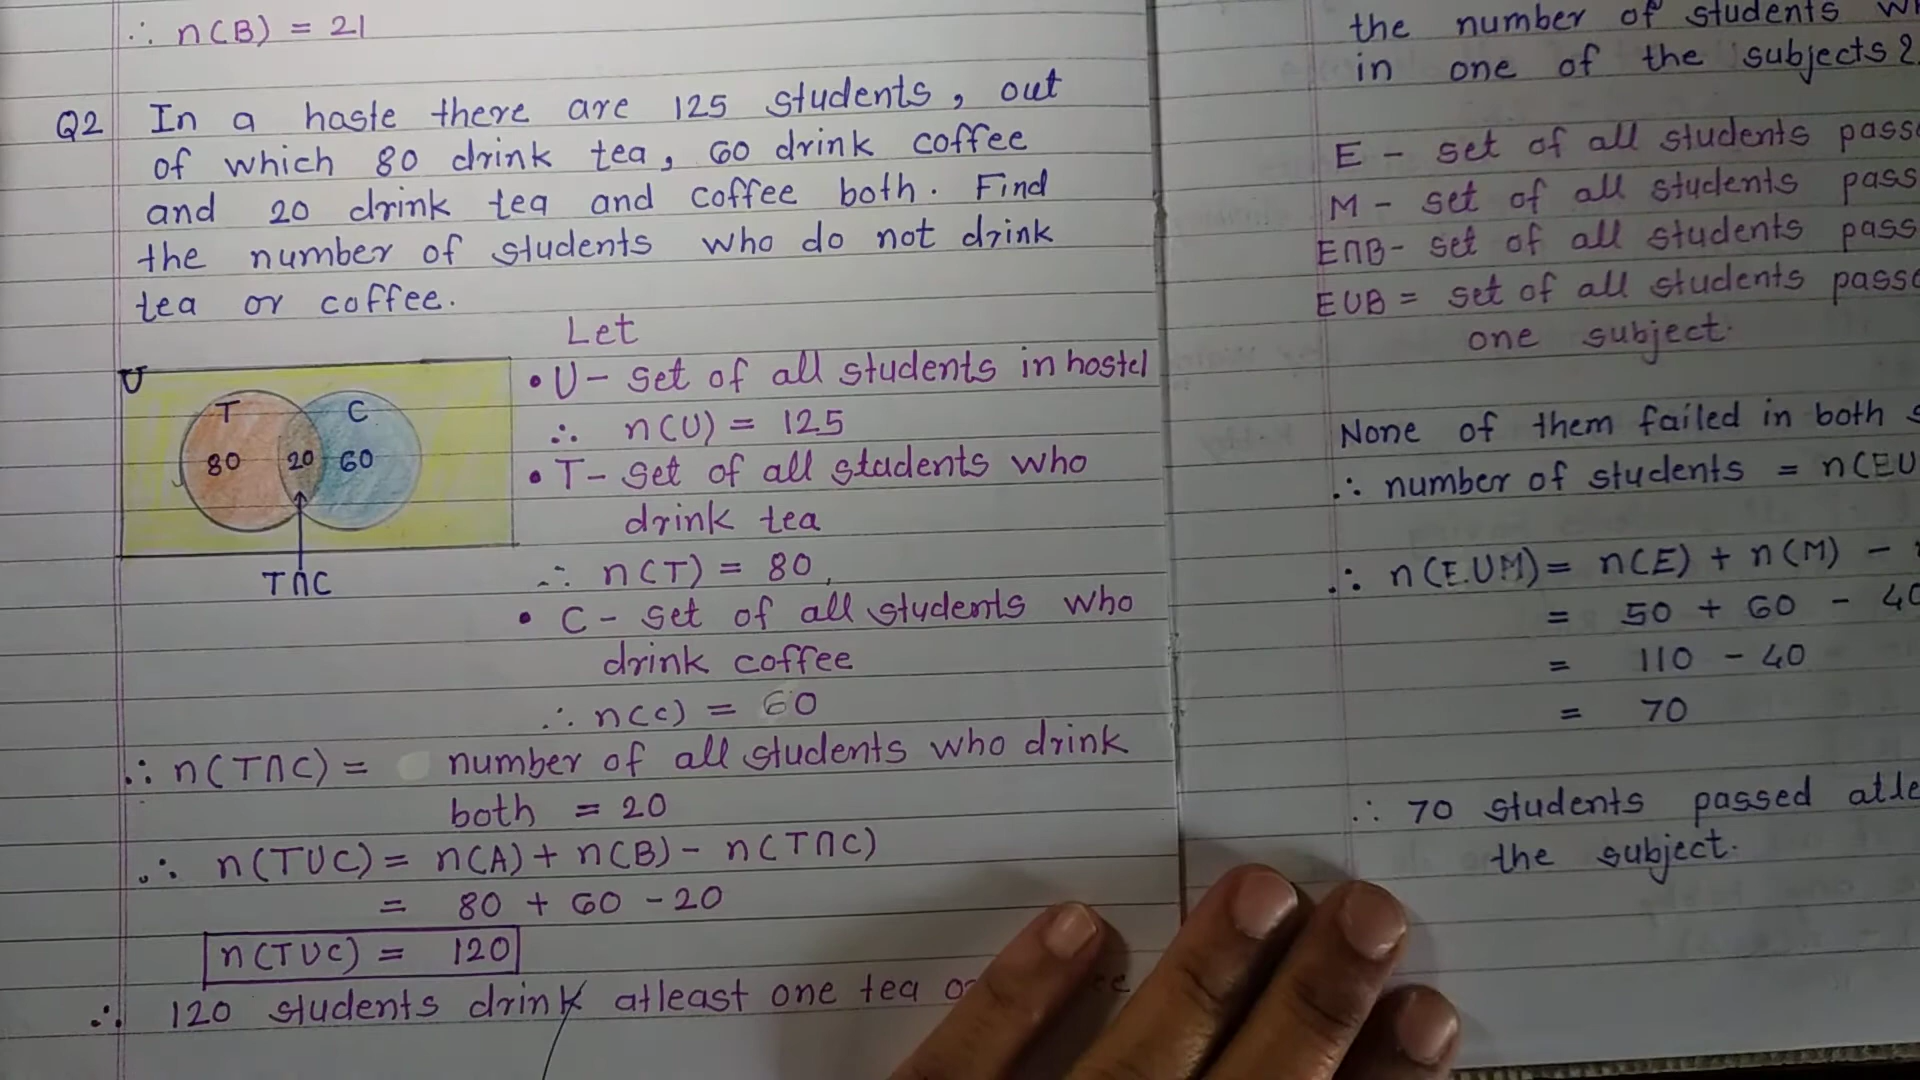 ∴ n(B) = 21
Q2 In a haste there are 125 students, out
of which 80 drink tea, 60 drink coffee
and 20 drink tea and coffee both. Find
the number of students who do not drink
tea or coffee.
Let
U
T
C
80
20
60
T∩C
• U - set of all students in hostel
∴ n(U) = 125
• T - set of all students who
drink tea
∴ n(T) = 80
• C - set of all students who
drink coffee
∴ n(C) = 60
∴ n(T∩C) = number of all students who drink
both = 20
∴ n(TUC) = n(A) + n(B) - n(T∩C)
= 80 + 60 - 20
n(TUC) = 120
∴ 120 students drink atleast one tea
the number of students
in one of the subjects?
E - set of all students
M - set of all students
E∩B - set of all students
EUB = set of all students
one subject.
None of them failed in both
∴ number of students = n(EU
∴ n(E.UM) = n(E) + n(M) -
= 50 + 60 - 40
= 110 - 40
= 70
∴ 70 students passed
the subject.